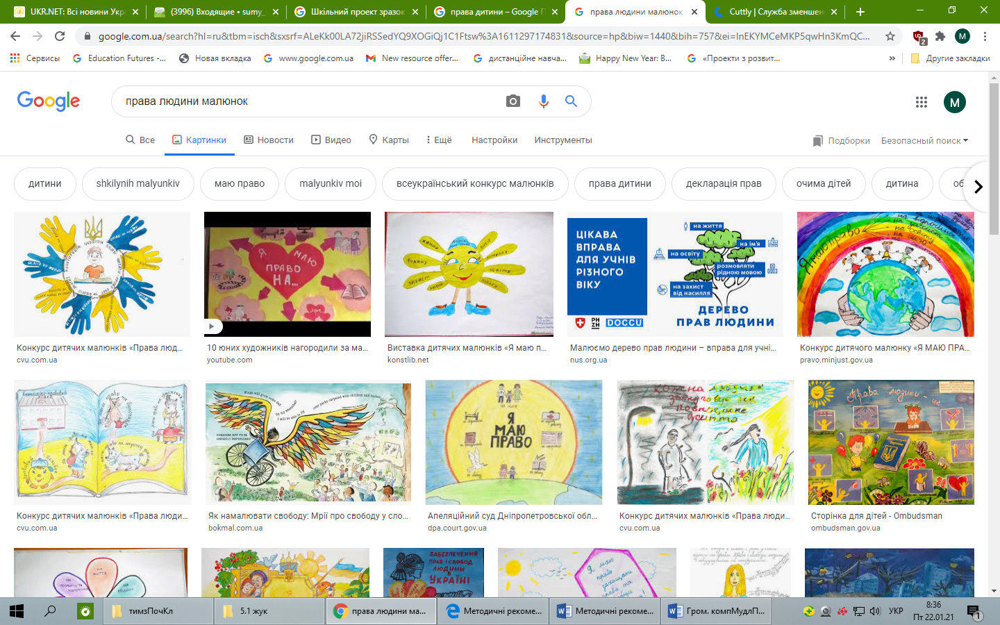 UKR.NET: Всі новини Укра
(3996) Входящие • sumy_
Шкільний проект зразок
права дитини – Google П
права людини малюнок
Cuttly | Служба зменшен
google.com.ua/search?hl=ru&tbm=isch&sxsrf=ALeKk00LA72jiRSSedYQ9XOGiQj1C1Ftsw%3A1611297174831&source=hp&biw=1440&bih=757&ei=InEKYMCeMKP5qwHn3KmQC...
M
2
Сервисы
Education Futures -...
Новая вкладка
www.google.com.ua
New resource offer...
дистанційне навча...
Happy New Year: B...
«Проекти з розвит...
»
Другие закладки
Google
права людини малюнок
M
Все
Картинки
Новости
Видео
Карты
Ещё
Настройки
Инструменты
Подборки
Безопасный поиск
дитини
shkilynih malyunkiv
маю право
malyunkiv moi
всеукраїнський конкурс малюнків
права дитини
декларація прав
очима дітей
дитина
об
Я МАЮ
ПРАВО
НА...
ЦІКАВА
ВПРАВА
ДЛЯ УЧНІВ
РІЗНОГО
ВІКУ
PH
ZH
DOCCU
на життя
на ім'я
на освіту
розмовляти
рідною мовою
на захист
від насилля
ДЕРЕВО
ПРАВ ЛЮДИНИ
Я маю право
Конкурс дитячих малюнків «Права люд...
cvu.com.ua
10 юних художників нагородили за ма...
youtube.com
Виставка дитячих малюнків «Я маю п...
konstlib.net
Малюємо дерево прав людини – вправа для учні...
nus.org.ua
Конкурс дитячого малюнку «Я МАЮ ПРА...
pravo.minjust.gov.ua
Я
МАЮ
ПРАВО
Права людини - це
Конкурс дитячих малюнків «Права люди...
cvu.com.ua
Як намалювати свободу: Мрії про свободу у сло...
bokmal.com.ua
Апеляційний суд Дніпропетровської обл...
dpa.court.gov.ua
Конкурс дитячих малюнків «Права люди...
cvu.com.ua
Сторінка для дітей - Ombudsman
ombudsman.gov.ua
НА
ЖИТТЯ
ЗАБЕЗПЕЧЕННЯ
ПРАВ І СВОБОД
ЛЮДИНИ
В УКРАЇНІ
Я маю
право
захищати
права та
тимзПочКл
5.1 жук
права людини ма...
Методичні рекоме...
Методичні рекоме...
Гром. компМудлП...
УКР
8:36
Пт 22.01.21
1